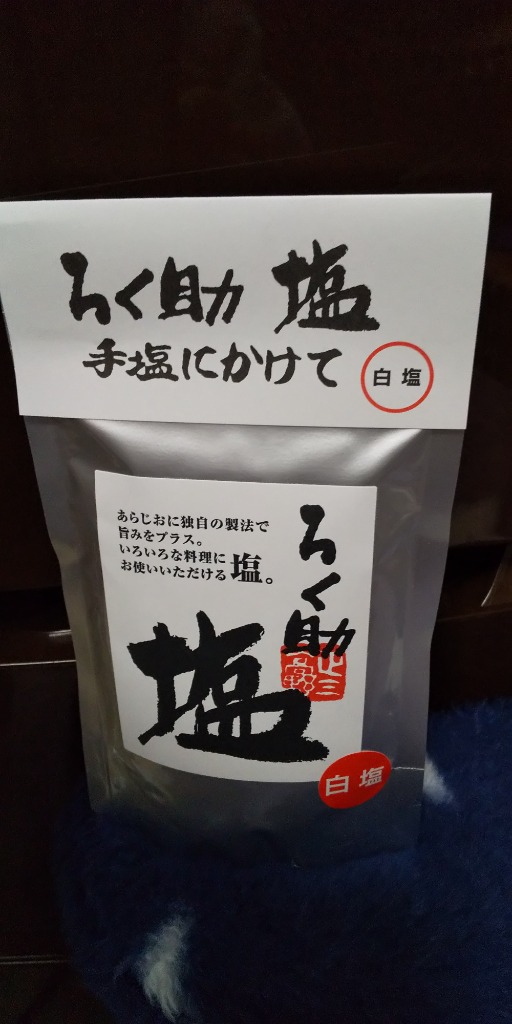 ろく助 塩
手塩にかけて
白塩
あらじおに独自の製法で
旨みをプラス。
いろいろな料理に
お使いいただける塩。
ろく助
塩
白塩